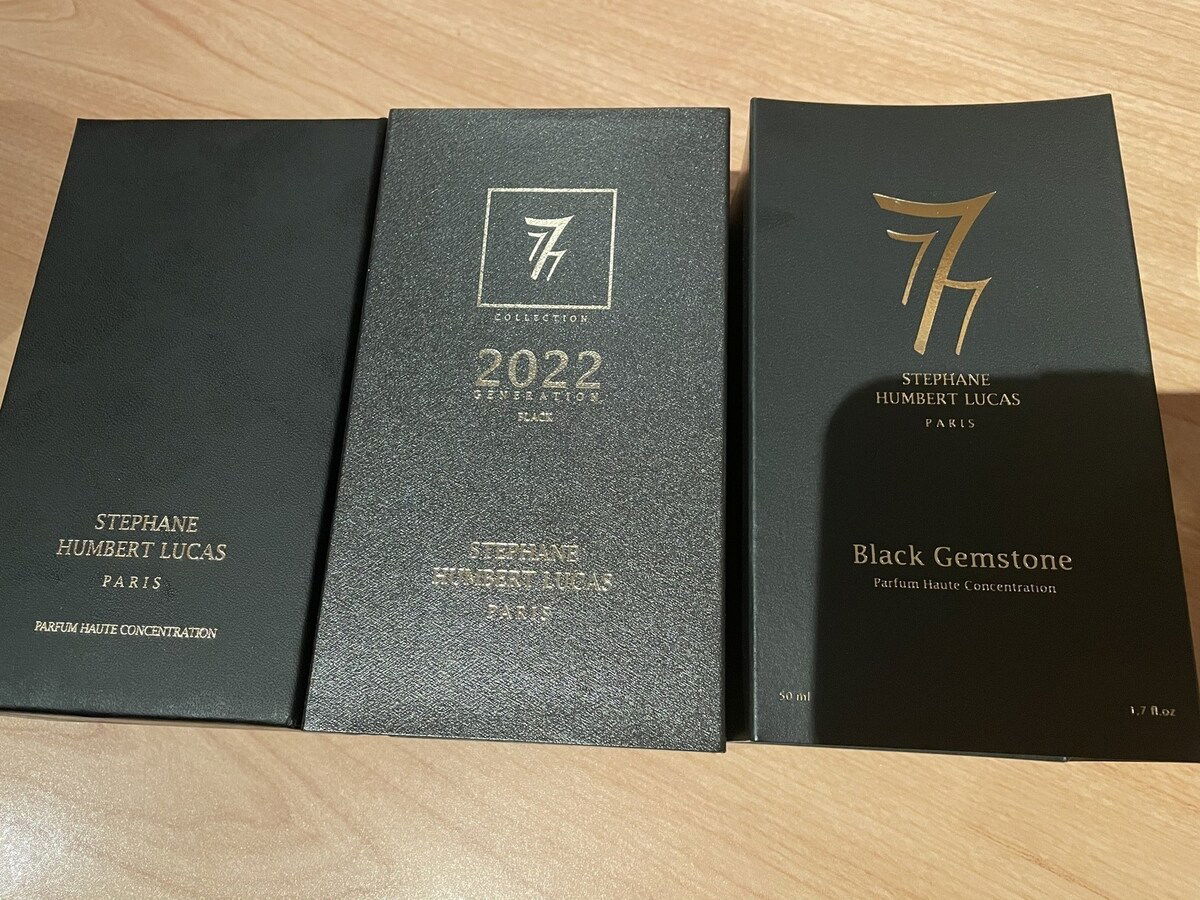 STEPHANE
HUMBERT LUCAS
PARIS
PARFUM HAUTE CONCENTRATION
COLLECTION
2022
GENERATION
BLACK
STEPHANE
HUMBERT LUCAS
PARIS
STEPHANE
HUMBERT LUCAS
PARIS
Black Gemstone
Parfum Haute Concentration
50 ml
1,7 fl.oz